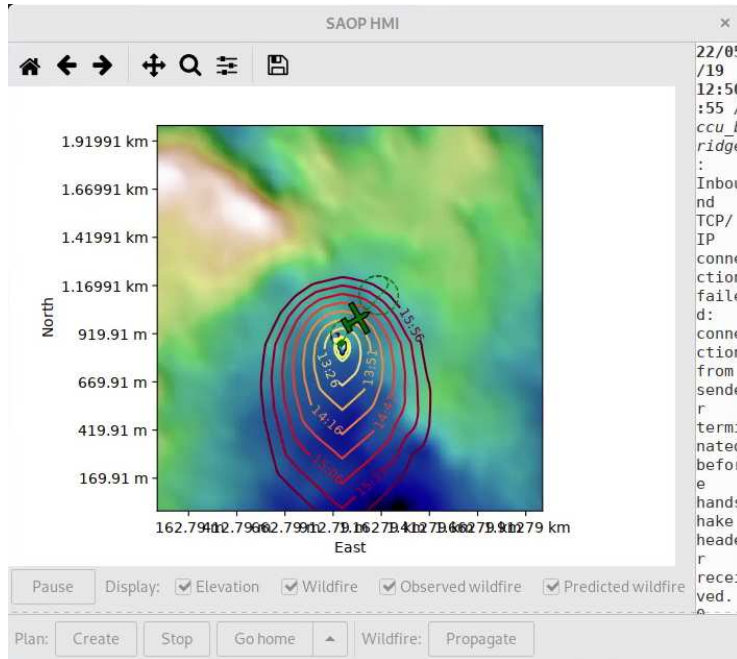 SAOP HMI
×
22/05
/19
12:50
:55 /
ccu_b
ridge
:
Inbou
nd
TCP/
IP
conne
ction
faile
d:
conne
ction
from
sende
r
termi
nated
befor
e
hands
hake
heade
r
recei
ved.
1.91991 km
1.66991 km
1.41991 km
1.16991 km
919.91 m
669.91 m
419.91 m
169.91 m
North
15:56
13:51
13:26
14:16
162.79
East
Pause Display: Elevation Wildfire Observed wildfire Predicted wildfire
Plan: Create Stop Go home Wildfire: Propagate